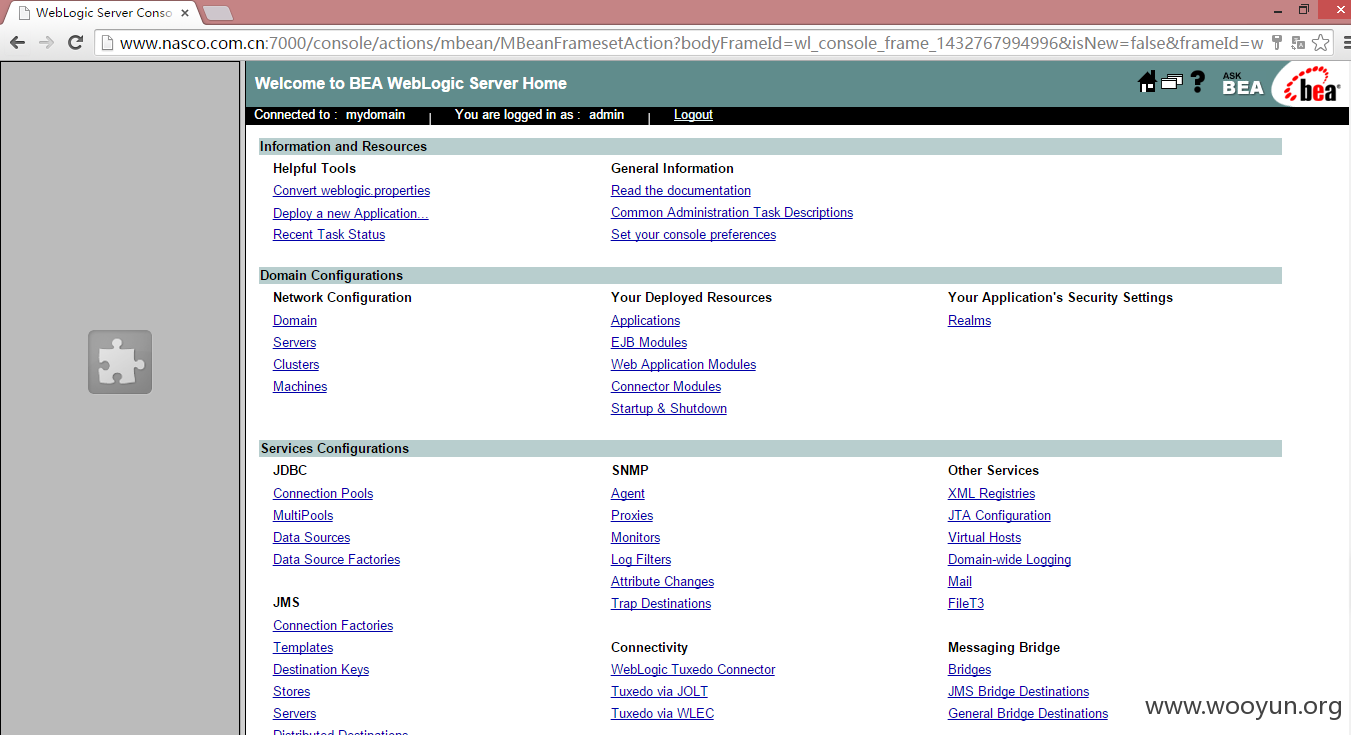 WebLogic Server Conso
www.nasco.com.cn:7000/console/actions/mbean/MBeanFramesetAction?bodyFrameId=wl_console_frame_1432767994996&isNew=false&frameId=w
Welcome to BEA WebLogic Server Home
ASK
BEA
bea
Connected to : mydomain | You are logged in as : admin | Logout
Information and Resources
Helpful Tools General Information
Convert weblogic.properties Read the documentation
Deploy a new Application... Common Administration Task Descriptions
Recent Task Status Set your console preferences
Domain Configurations
Network Configuration Your Deployed Resources Your Application's Security Settings
Domain Applications Realms
Servers EJB Modules
Clusters Web Application Modules
Machines Connector Modules
Startup & Shutdown
Services Configurations
JDBC SNMP Other Services
Connection Pools Agent XML Registries
MultiPools Proxies JTA Configuration
Data Sources Monitors Virtual Hosts
Data Source Factories Log Filters Domain-wide Logging
Attribute Changes Mail
JMS Trap Destinations FileT3
Connection Factories
Templates Connectivity Messaging Bridge
Destination Keys WebLogic Tuxedo Connector Bridges
Stores Tuxedo via JOLT JMS Bridge Destinations
Servers Tuxedo via WLEC General Bridge Destinations
Distributed Destinations
www.wooyun.org